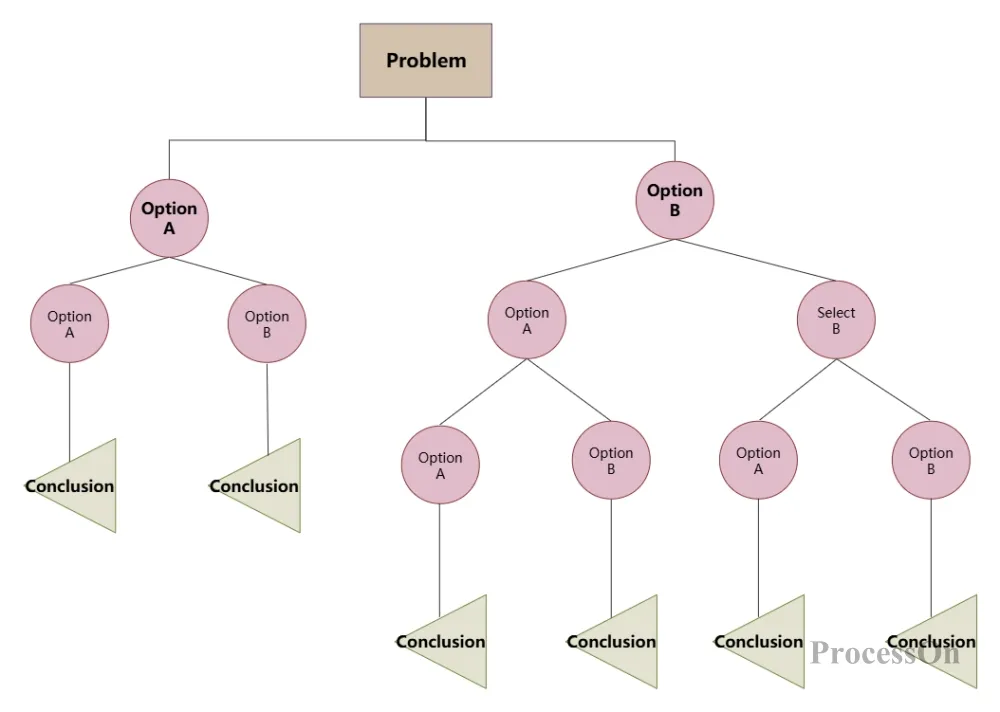 Problem
Option
A
Option
B
Option
A
Option
B
Option
A
Select
B
Option
A
Option
B
Option
A
Option
B
Conclusion
Conclusion
Conclusion
Conclusion
Conclusion
Conclusion
ProcessOn